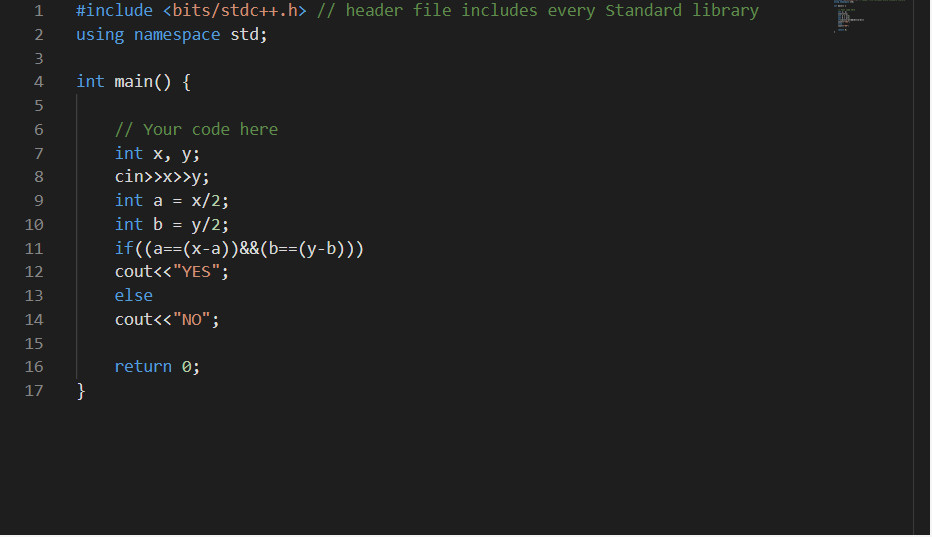 1 #include <bits/stdc++.h> // header file includes every Standard library
2 using namespace std;
3
4 int main() {
5
6 // Your code here
7 int x, y;
8 cin>>x>>y;
9 int a = x/2;
10 int b = y/2;
11 if((a==(x-a))&&(b==(y-b)))
12 cout<<"YES";
13 else
14 cout<<"NO";
15
16 return 0;
17 }